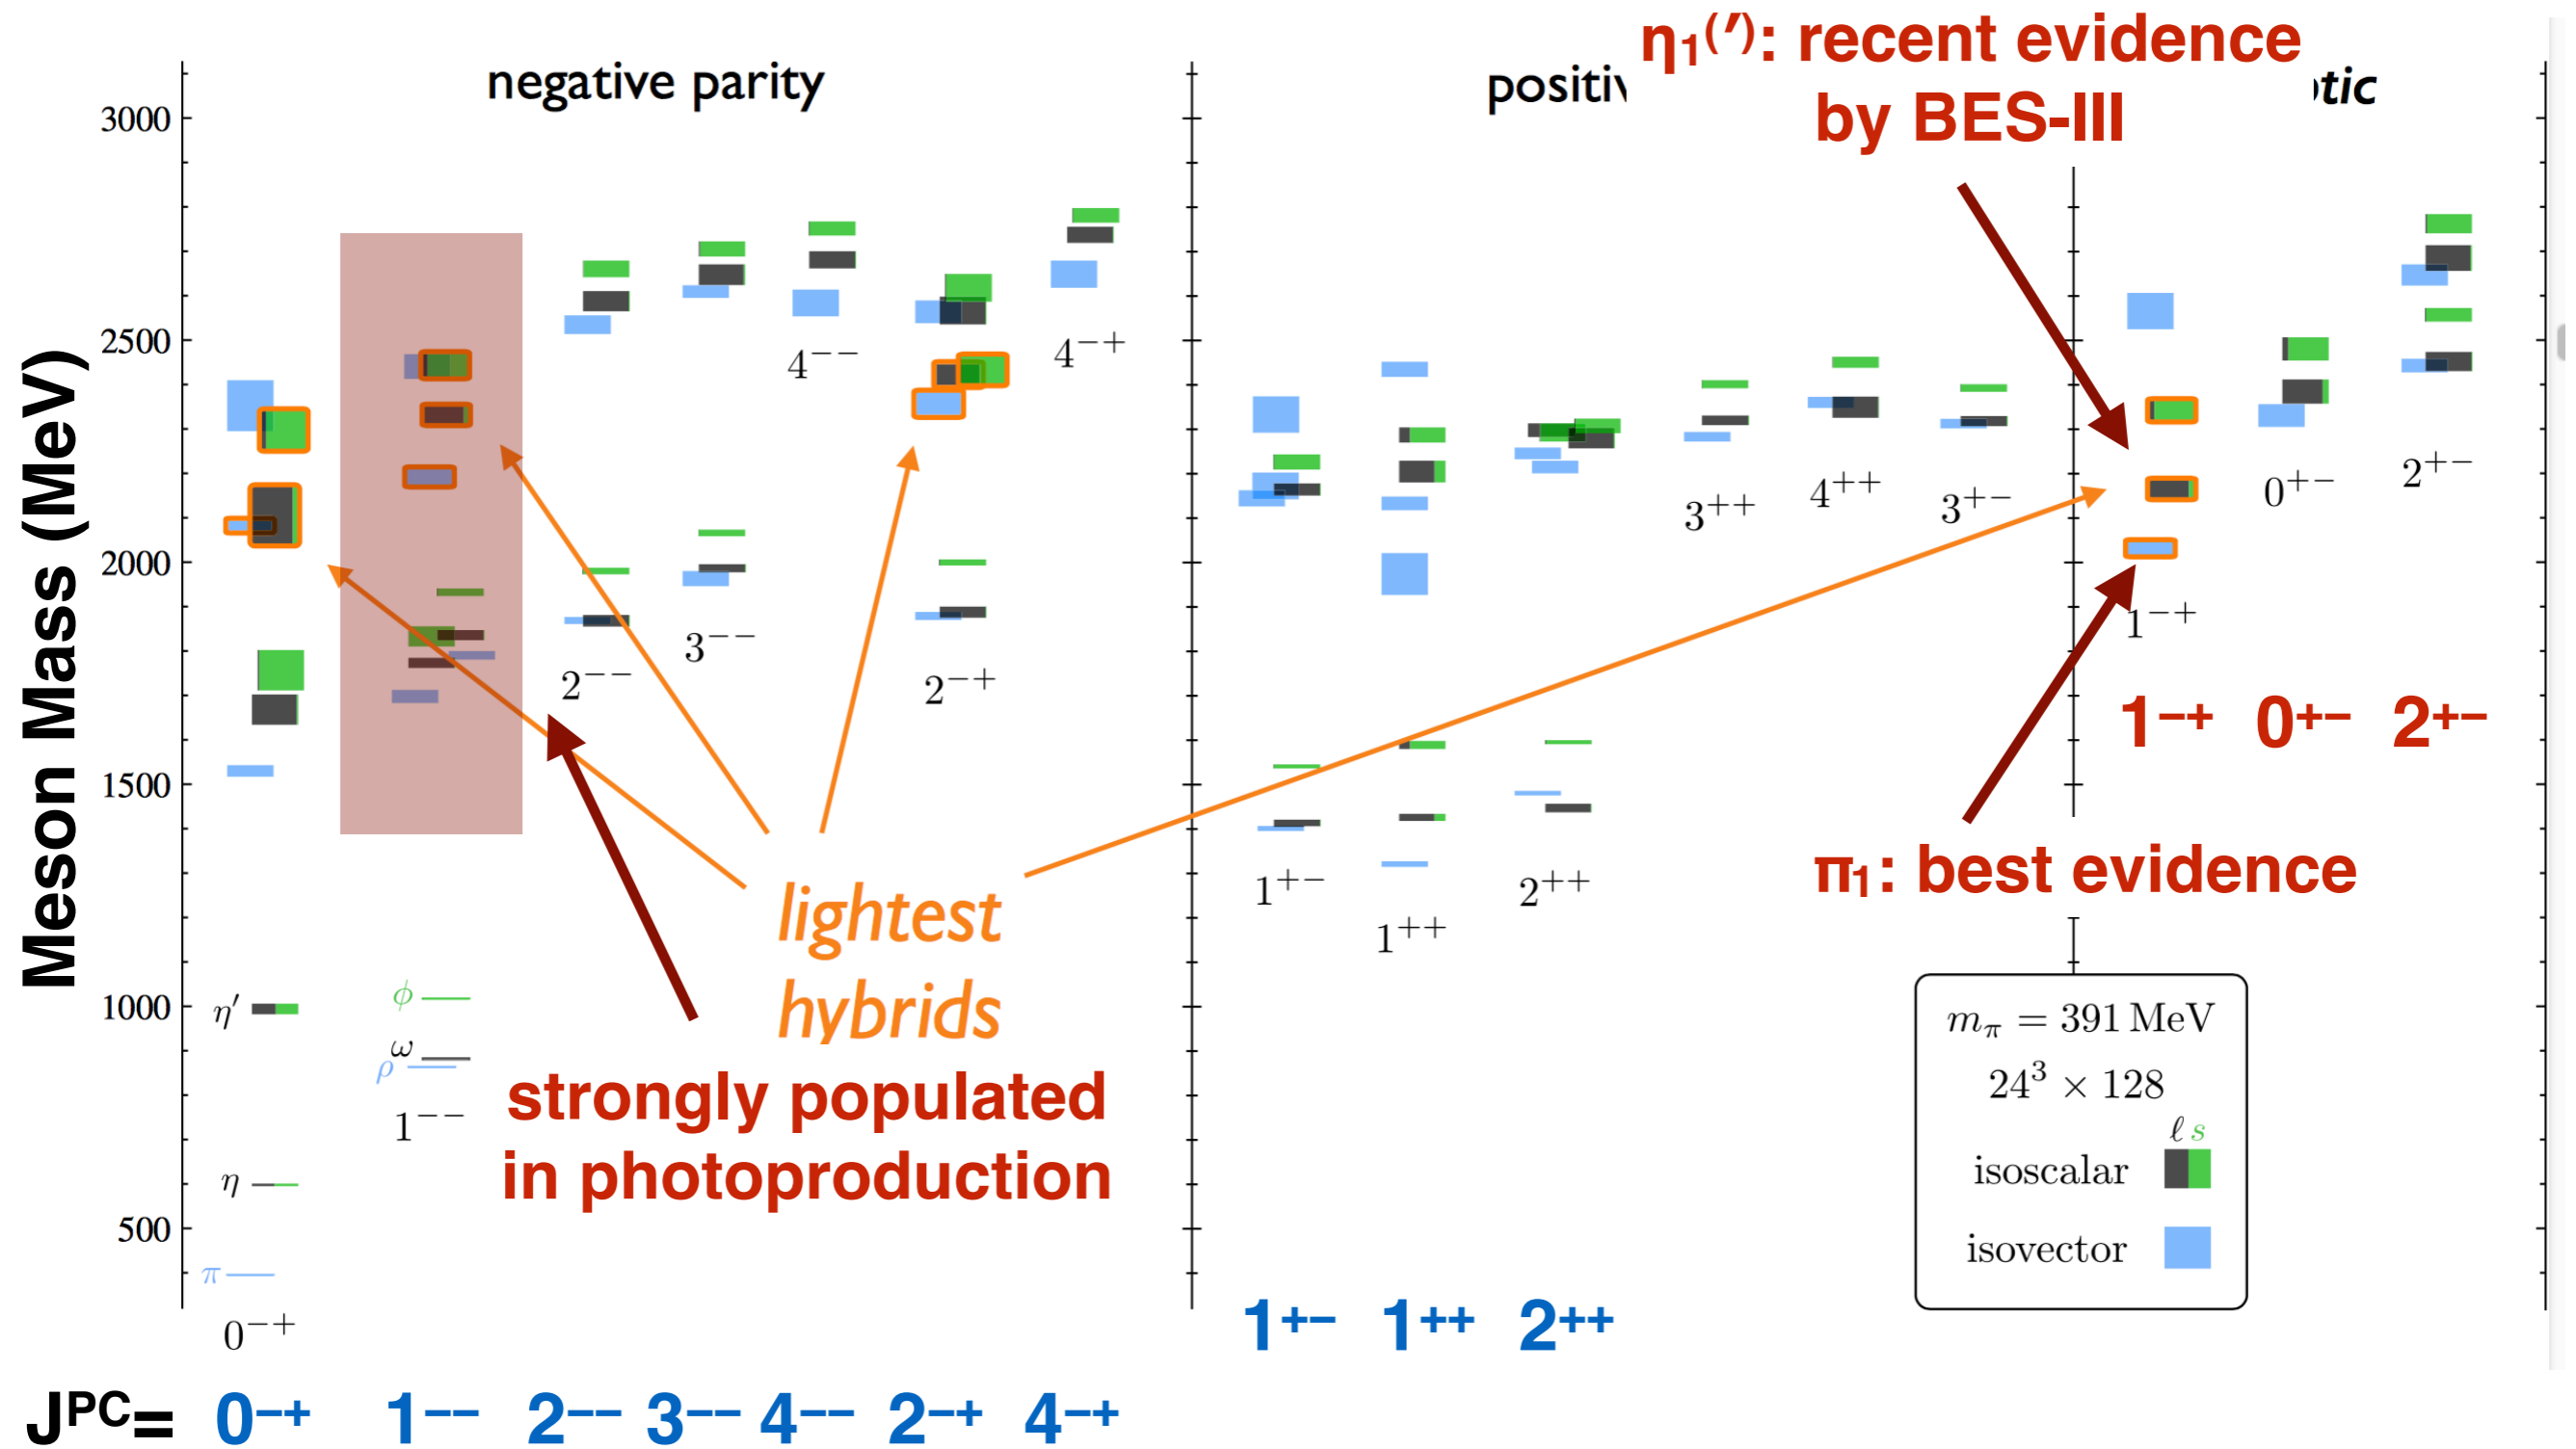 η₁⁽′⁾: recent evidence
by BES-III
negative parity
positiv
otic
Meson Mass (MeV)
3000
2500
2000
1500
1000
500
4⁻⁻
4⁻⁺
2⁻⁻
3⁻⁻
2⁻⁺
3⁺⁺
4⁺⁺
3⁺⁻
0⁺⁻
2⁺⁻
1⁻⁺
1⁻⁺ 0⁺⁻ 2⁺⁻
π₁: best evidence
1⁺⁻
1⁺⁺
2⁺⁺
lightest
hybrids
strongly populated
in photoproduction
η′
ϕ
ω
ρ
1⁻⁻
η
π
0⁻⁺
m_π = 391 MeV
24³ × 128
ℓ s
isoscalar
isovector
1⁺⁻ 1⁺⁺ 2⁺⁺
Jᴾꟲ= 0⁻⁺ 1⁻⁻ 2⁻⁻ 3⁻⁻ 4⁻⁻ 2⁻⁺ 4⁻⁺